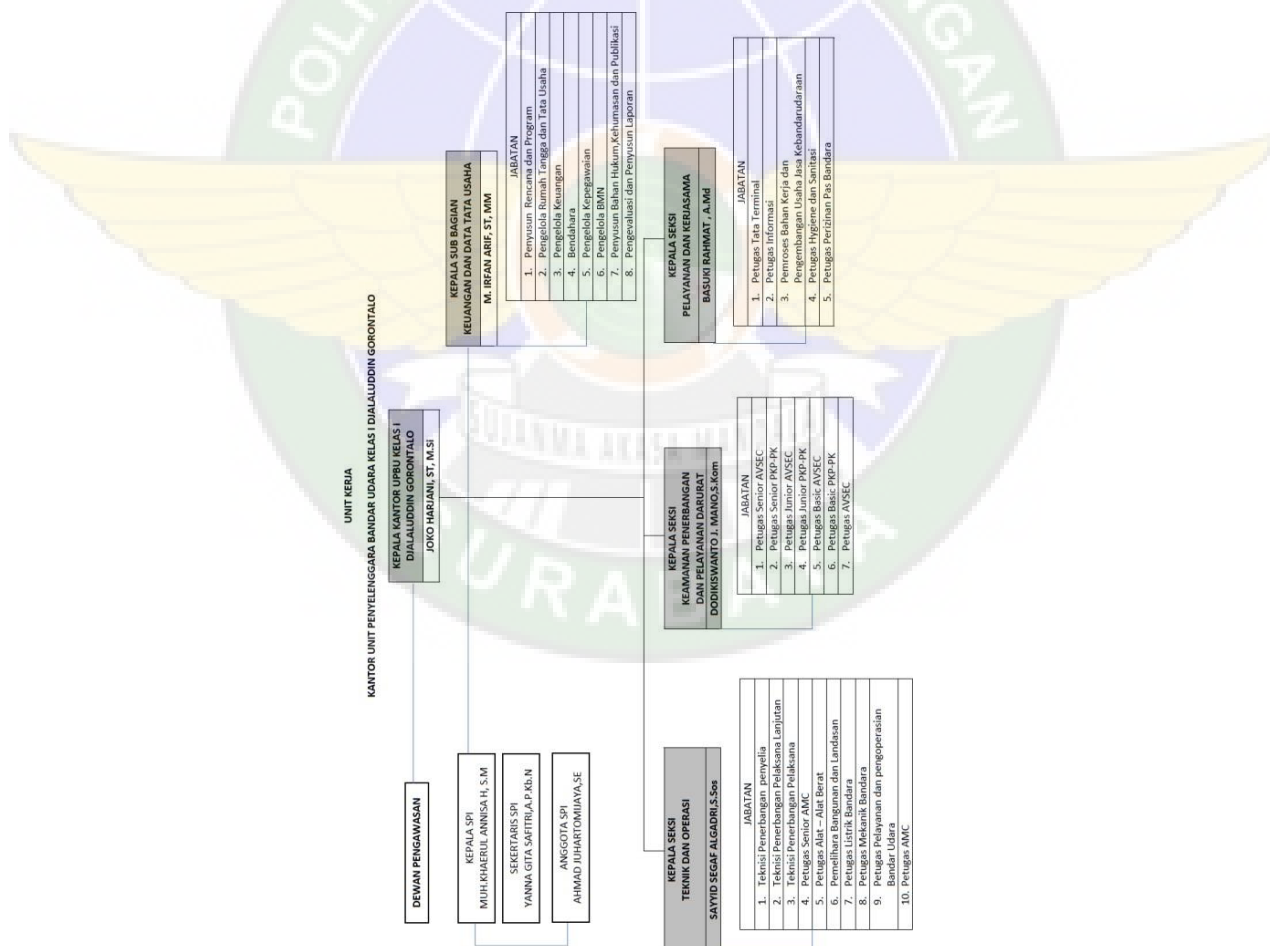 UNIT KERJA
KANTOR UNIT PENYELENGGARA BANDAR UDARA KELAS I DJALALUDDIN GORONTALO
DEWAN PENGAWASAN
KEPALA KANTOR UPBU KELAS I
DJALALUDDIN GORONTALO
JOKO HARJANI, ST, M.Si
KEPALA SPI
MUH.KHAERUL ANNISA H, S.M
SEKERTARIS SPI
YANNA GITA SAFITRI,A.P.Kb.N
ANGGOTA SPI
AHMAD JUHARTOMIJAYA,SE
KEPALA SUB BAGIAN
KEUANGAN DAN DATA TATA USAHA
M. IRFAN ARIF, ST, MM
JABATAN
1. Penyusun Rencana dan Program
2. Pengelola Rumah Tangga dan Tata Usaha
3. Pengelola Keuangan
4. Bendahara
5. Pengelola Kepegawaian
6. Pengelola BMN
7. Penyusun Bahan Hukum,Kehumasan dan Publikasi
8. Pengevaluasi dan Penyusun Laporan
KEPALA SEKSI
TEKNIK DAN OPERASI
SAYYID SEGAF ALGADRI,S.Sos
JABATAN
1. Teknisi Penerbangan penyelia
2. Teknisi Penerbangan Pelaksana Lanjutan
3. Teknisi Penerbangan Pelaksana
4. Petugas Senior AMC
5. Petugas Alat – Alat Berat
6. Pemelihara Bangunan dan Landasan
7. Petugas Listrik Bandara
8. Petugas Mekanik Bandara
9. Petugas Pelayanan dan pengoperasian
Bandar Udara
10. Petugas AMC
KEPALA SEKSI
KEAMANAN PENERBANGAN
DAN PELAYANAN DARURAT
DODIKISWANTO J. MANO,S.Kom
JABATAN
1. Petugas Senior AVSEC
2. Petugas Senior PKP-PK
3. Petugas Junior AVSEC
4. Petugas Junior PKP-PK
5. Petugas Basic AVSEC
6. Petugas Basic PKP-PK
7. Petugas AVSEC
KEPALA SEKSI
PELAYANAN DAN KERJASAMA
BASUKI RAHMAT , A.Md
JABATAN
1. Petugas Tata Terminal
2. Petugas Informasi
3. Pemroses Bahan Kerja dan
Pengembangan Usaha Jasa Kebandarudaraan
4. Petugas Hygiene dan Sanitasi
5. Petugas Perizinan Pas Bandara
SURABAYA